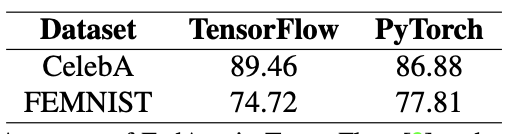 Dataset TensorFlow PyTorch
CelebA 89.46 86.88
FEMNIST 74.72 77.81